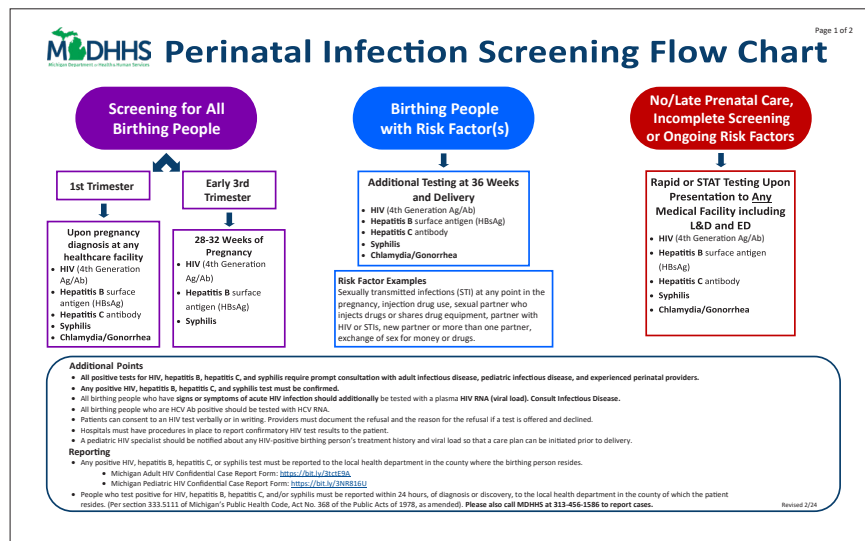 Page 1 of 2
MDHHS
Michigan Department of Health & Human Services
Perinatal Infection Screening Flow Chart
Screening for All
Birthing People
1st Trimester
Upon pregnancy
diagnosis at any
healthcare facility
• HIV (4th Generation
Ag/Ab)
• Hepatitis B surface
antigen (HBsAg)
• Hepatitis C antibody
• Syphilis
• Chlamydia/Gonorrhea
Early 3rd
Trimester
28-32 Weeks of
Pregnancy
• HIV (4th Generation
Ag/Ab)
• Hepatitis B surface
antigen (HBsAg)
• Syphilis
Birthing People
with Risk Factor(s)
Additional Testing at 36 Weeks
and Delivery
• HIV (4th Generation Ag/Ab)
• Hepatitis B surface antigen (HBsAg)
• Hepatitis C antibody
• Syphilis
• Chlamydia/Gonorrhea
Risk Factor Examples
Sexually transmitted infections (STI) at any point in the
pregnancy, injection drug use, sexual partner who
injects drugs or shares drug equipment, partner with
HIV or STIs, new partner or more than one partner,
exchange of sex for money or drugs.
No/Late Prenatal Care,
Incomplete Screening
or Ongoing Risk Factors
Rapid or STAT Testing Upon
Presentation to Any
Medical Facility including
L&D and ED
• HIV (4th Generation Ag/Ab)
• Hepatitis B surface antigen
(HBsAg)
• Hepatitis C antibody
• Syphilis
• Chlamydia/Gonorrhea
Additional Points
• All positive tests for HIV, hepatitis B, hepatitis C, and syphilis require prompt consultation with adult infectious disease, pediatric infectious disease, and experienced perinatal providers.
• Any positive HIV, hepatitis B, hepatitis C, and syphilis test must be confirmed.
• All birthing people who have signs or symptoms of acute HIV infection should additionally be tested with a plasma HIV RNA (viral load). Consult Infectious Disease.
• All birthing people who are HCV Ab positive should be tested with HCV RNA.
• Patients can consent to an HIV test verbally or in writing. Providers must document the refusal and the reason for the refusal if a test is offered and declined.
• Hospitals must have procedures in place to report confirmatory HIV test results to the patient.
• A pediatric HIV specialist should be notified about any HIV-positive birthing person's treatment history and viral load so that a care plan can be initiated prior to delivery.
Reporting
• Any positive HIV, hepatitis B, hepatitis C, or syphilis test must be reported to the local health department in the county where the birthing person resides.
• Michigan Adult HIV Confidential Case Report Form: https://bit.ly/3tctE9A
• Michigan Pediatric HIV Confidential Case Report Form: https://bit.ly/3NR816U
• People who test positive for HIV, hepatitis B, hepatitis C, and/or syphilis must be reported within 24 hours, of diagnosis or discovery, to the local health department in the county of which the patient
resides. (Per section 333.5111 of Michigan's Public Health Code, Act No. 368 of the Public Acts of 1978, as amended). Please also call MDHHS at 313-456-1586 to report cases.
Revised 2/24